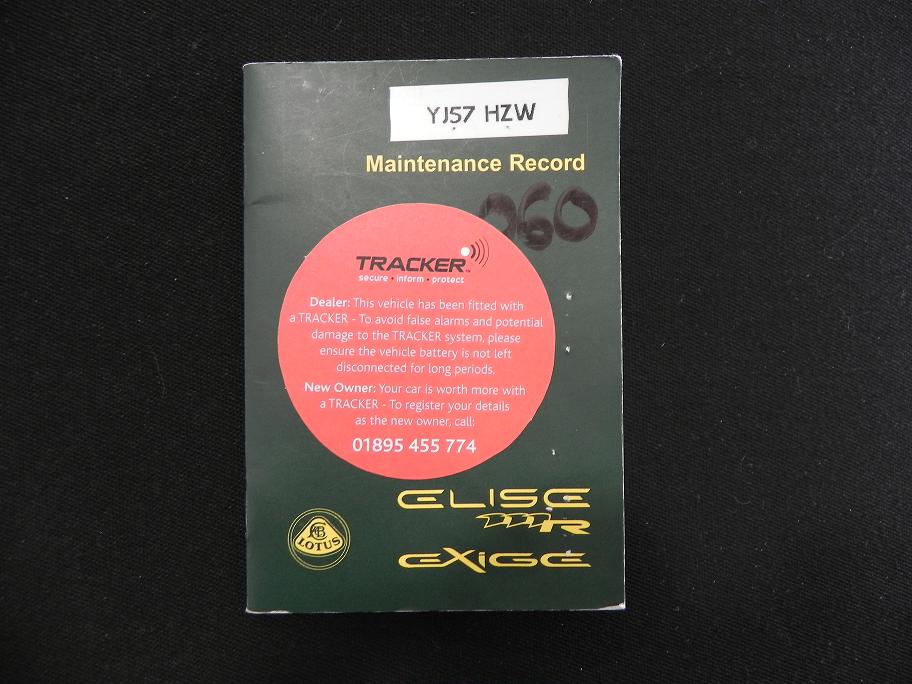 YJ57 HZW
Maintenance Record
060
TRACKER™
secure • inform • protect
Dealer: This vehicle has been fitted with
a TRACKER - To avoid false alarms and potential
damage to the TRACKER system, please
ensure the vehicle battery is not left
disconnected for long periods.
New Owner: Your car is worth more with
a TRACKER - To register your details
as the new owner, call:
01895 455 774
ELISE
R
LOTUS
EXIGE